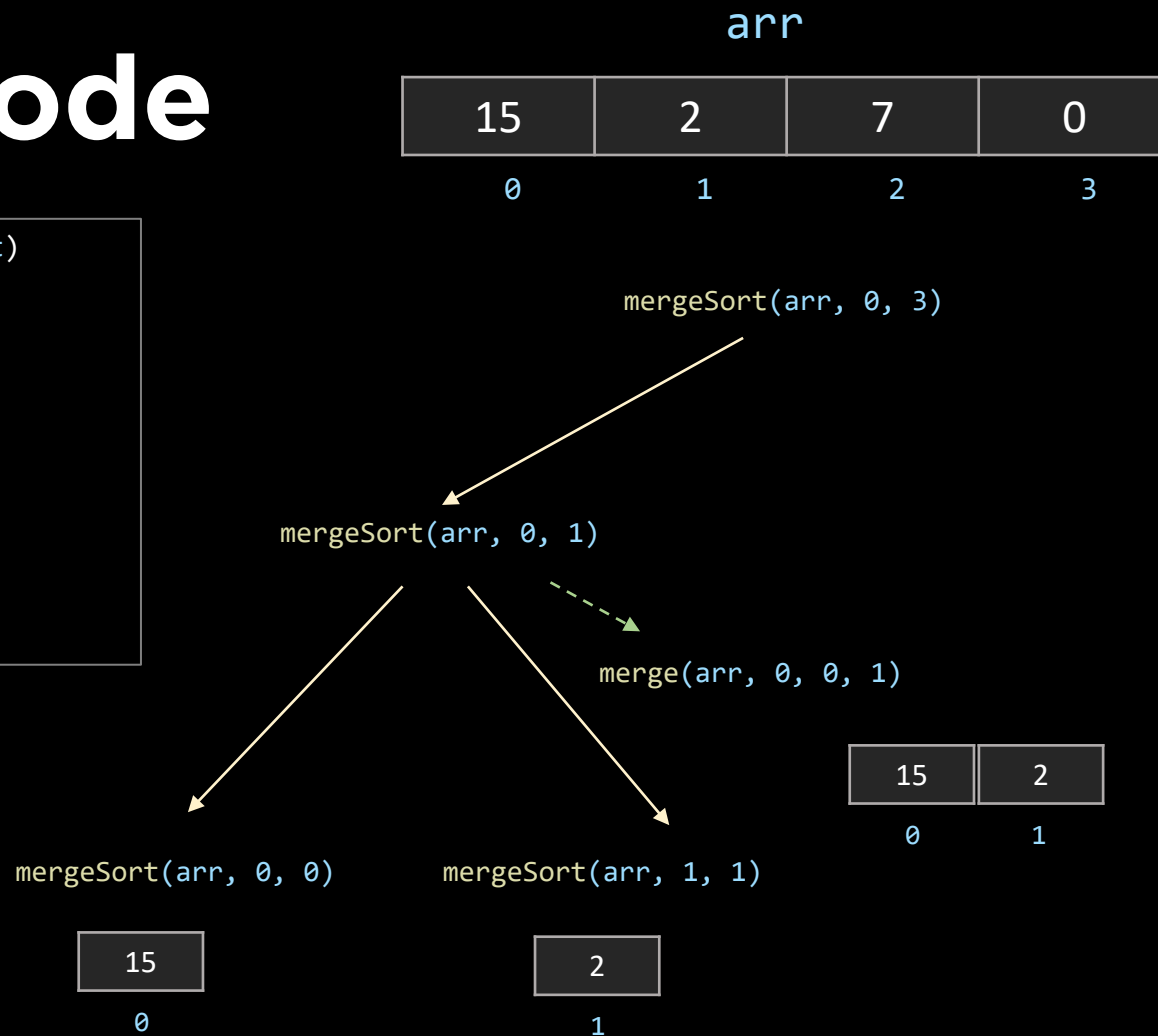 ode
arr
15 2 7 0
0 1 2 3
)
mergeSort(arr, 0, 3)
mergeSort(arr, 0, 1)
merge(arr, 0, 0, 1)
15 2
0 1
mergeSort(arr, 0, 0) mergeSort(arr, 1, 1)
15 2
0 1